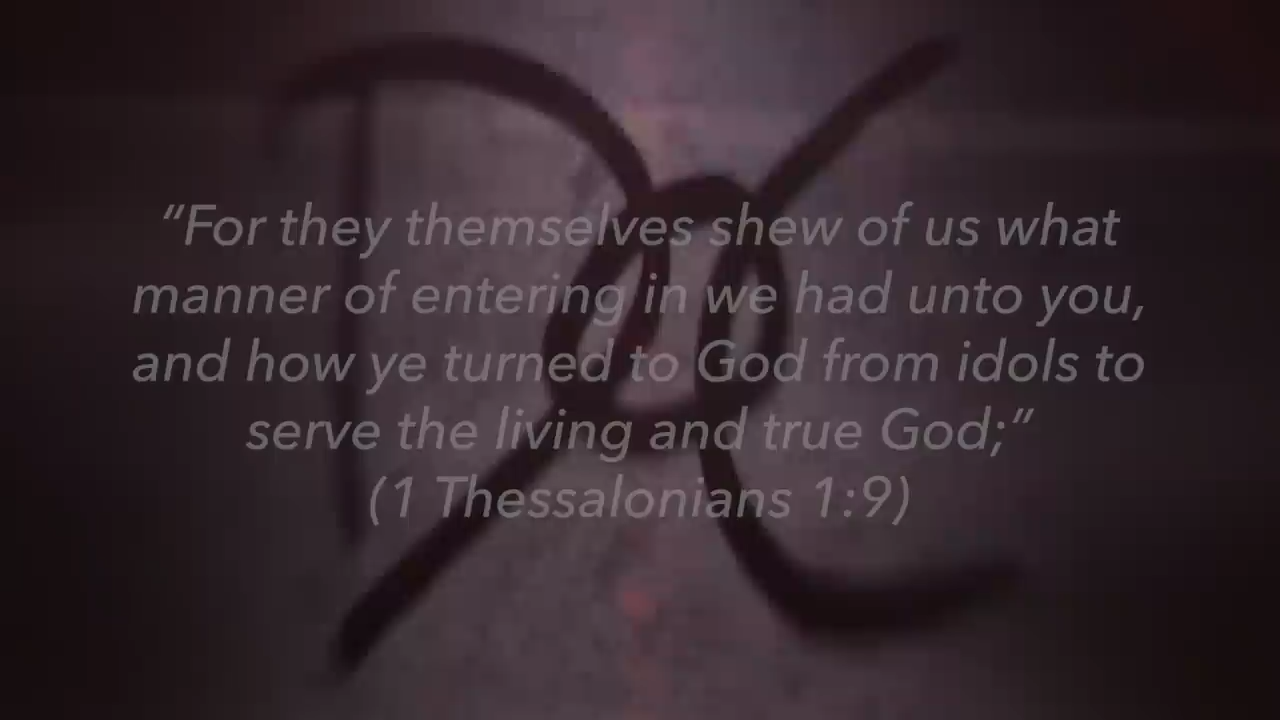 “For they themselves shew of us what
manner of entering in we had unto you,
and how ye turned to God from idols to
serve the living and true God;”
(1 Thessalonians 1:9)